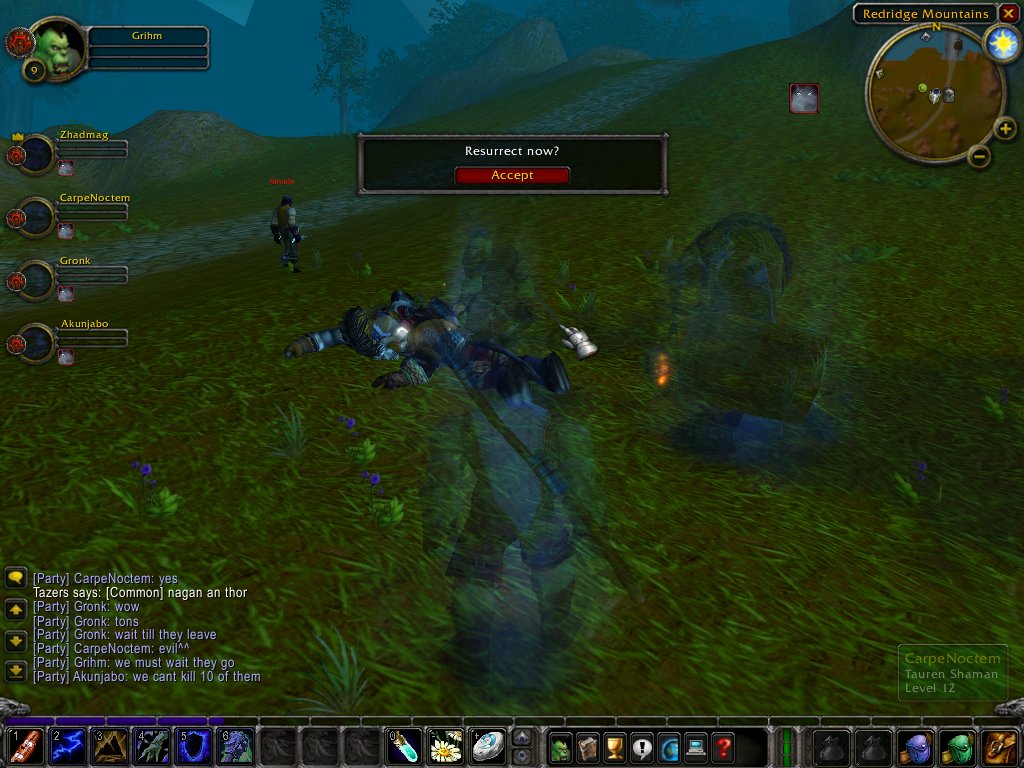 Redridge Mountains
Grihm
N
9
Zhadmag
CarpeNoctem
Gronk
Akunjabo
Resurrect now?
Accept
[Party] CarpeNoctem: yes
Tazers says: [Common] nagan an thor
[Party] Gronk: wow
[Party] Gronk: tons
[Party] Gronk: wait till they leave
[Party] CarpeNoctem: evil^^
[Party] Grihm: we must wait they go
[Party] Akunjabo: we cant kill 10 of them
CarpeNoctem
Tauren Shaman
Level 12
1 2 3 4 5 6 0